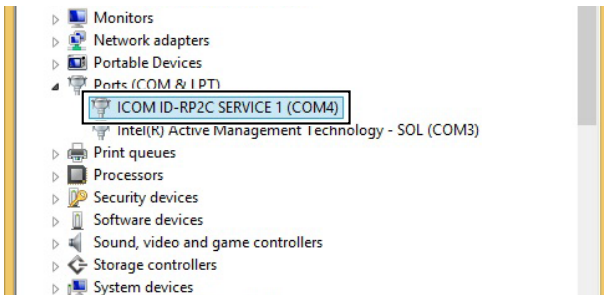 Monitors
Network adapters
Portable Devices
Ports (COM & LPT)
ICOM ID-RP2C SERVICE 1 (COM4)
Intel(R) Active Management Technology - SOL (COM3)
Print queues
Processors
Security devices
Software devices
Sound, video and game controllers
Storage controllers
System devices